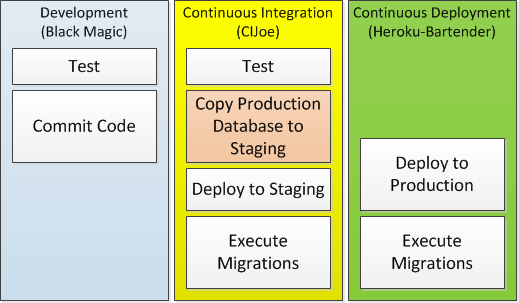 Development
(Black Magic)
Test
Commit Code
Continuous Integration
(CIJoe)
Test
Copy Production
Database to
Staging
Deploy to Staging
Execute
Migrations
Continuous Deployment
(Heroku-Bartender)
Deploy to
Production
Execute
Migrations